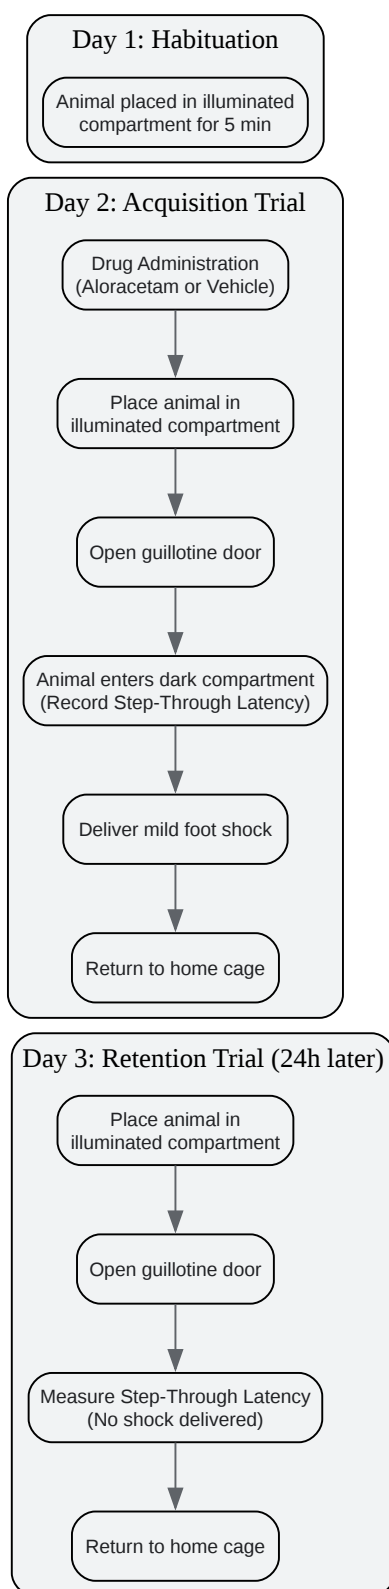 Day 1: Habituation
Animal placed in illuminated
compartment for 5 min
Day 2: Acquisition Trial
Drug Administration
(Aloracetam or Vehicle)
Place animal in
illuminated compartment
Open guillotine door
Animal enters dark compartment
(Record Step-Through Latency)
Deliver mild foot shock
Return to home cage
Day 3: Retention Trial (24h later)
Place animal in
illuminated compartment
Open guillotine door
Measure Step-Through Latency
(No shock delivered)
Return to home cage